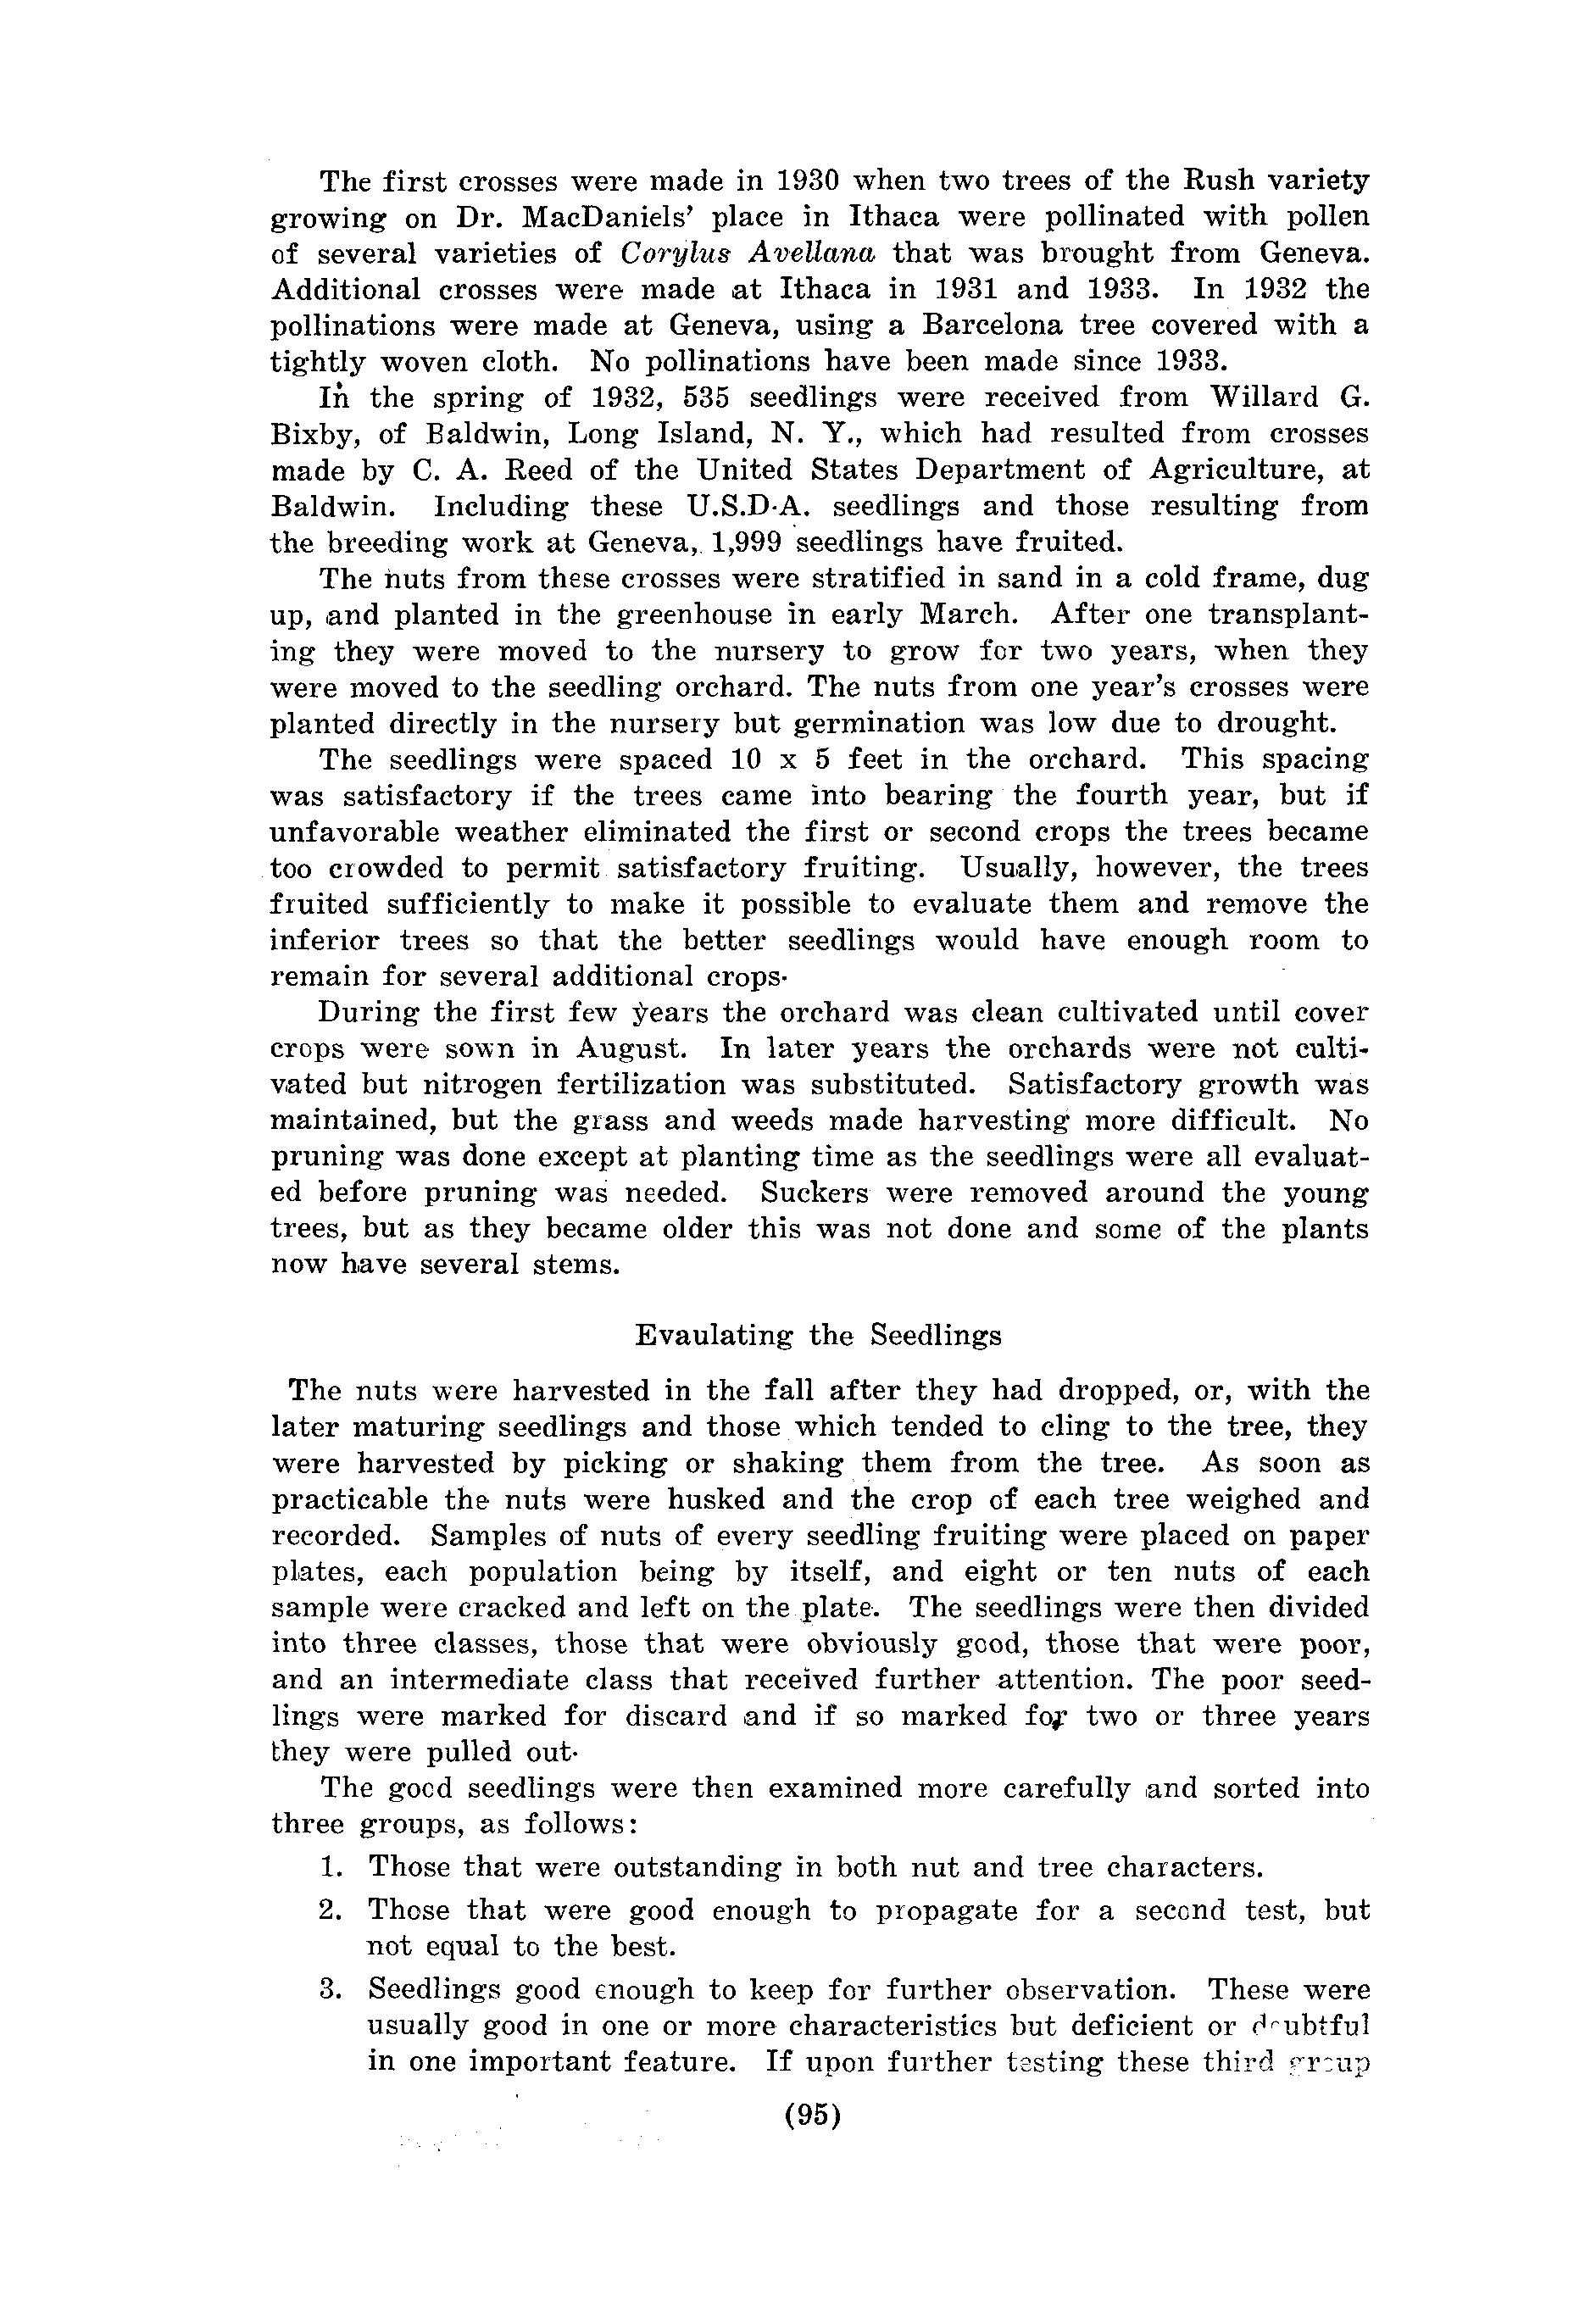 The first crosses were made in 1930 when two trees of the Rush variety
growing on Dr. MacDaniels' place in Ithaca were pollinated with pollen
of several varieties of Corylus Avellana that was brought from Geneva.
Additional crosses were made at Ithaca in 1931 and 1933. In 1932 the
pollinations were made at Geneva, using a Barcelona tree covered with a
tightly woven cloth. No pollinations have been made since 1933.
In the spring of 1932, 535 seedlings were received from Willard G.
Bixby, of Baldwin, Long Island, N. Y., which had resulted from crosses
made by C. A. Reed of the United States Department of Agriculture, at
Baldwin. Including these U.S.D.A. seedlings and those resulting from
the breeding work at Geneva, 1,999 seedlings have fruited.
The nuts from these crosses were stratified in sand in a cold frame, dug
up, and planted in the greenhouse in early March. After one transplant-
ing they were moved to the nursery to grow for two years, when they
were moved to the seedling orchard. The nuts from one year's crosses were
planted directly in the nursery but germination was low due to drought.
The seedlings were spaced 10 x 5 feet in the orchard. This spacing
was satisfactory if the trees came into bearing the fourth year, but if
unfavorable weather eliminated the first or second crops the trees became
too crowded to permit satisfactory fruiting. Usually, however, the trees
fruited sufficiently to make it possible to evaluate them and remove the
inferior trees so that the better seedlings would have enough room to
remain for several additional crops.
During the first few years the orchard was clean cultivated until cover
crops were sown in August. In later years the orchards were not culti-
vated but nitrogen fertilization was substituted. Satisfactory growth was
maintained, but the grass and weeds made harvesting more difficult. No
pruning was done except at planting time as the seedlings were all evaluat-
ed before pruning was needed. Suckers were removed around the young
trees, but as they became older this was not done and some of the plants
now have several stems.
Evaulating the Seedlings
The nuts were harvested in the fall after they had dropped, or, with the
later maturing seedlings and those which tended to cling to the tree, they
were harvested by picking or shaking them from the tree. As soon as
practicable the nuts were husked and the crop of each tree weighed and
recorded. Samples of nuts of every seedling fruiting were placed on paper
plates, each population being by itself, and eight or ten nuts of each
sample were cracked and left on the plate. The seedlings were then divided
into three classes, those that were obviously good, those that were poor,
and an intermediate class that received further attention. The poor seed-
lings were marked for discard and if so marked for two or three years
they were pulled out.
The good seedlings were then examined more carefully and sorted into
three groups, as follows:
1. Those that were outstanding in both nut and tree characters.
2. Those that were good enough to propagate for a second test, but
not equal to the best.
3. Seedlings good enough to keep for further observation. These were
usually good in one or more characteristics but deficient or doubtful
in one important feature. If upon further testing these third group
(95)